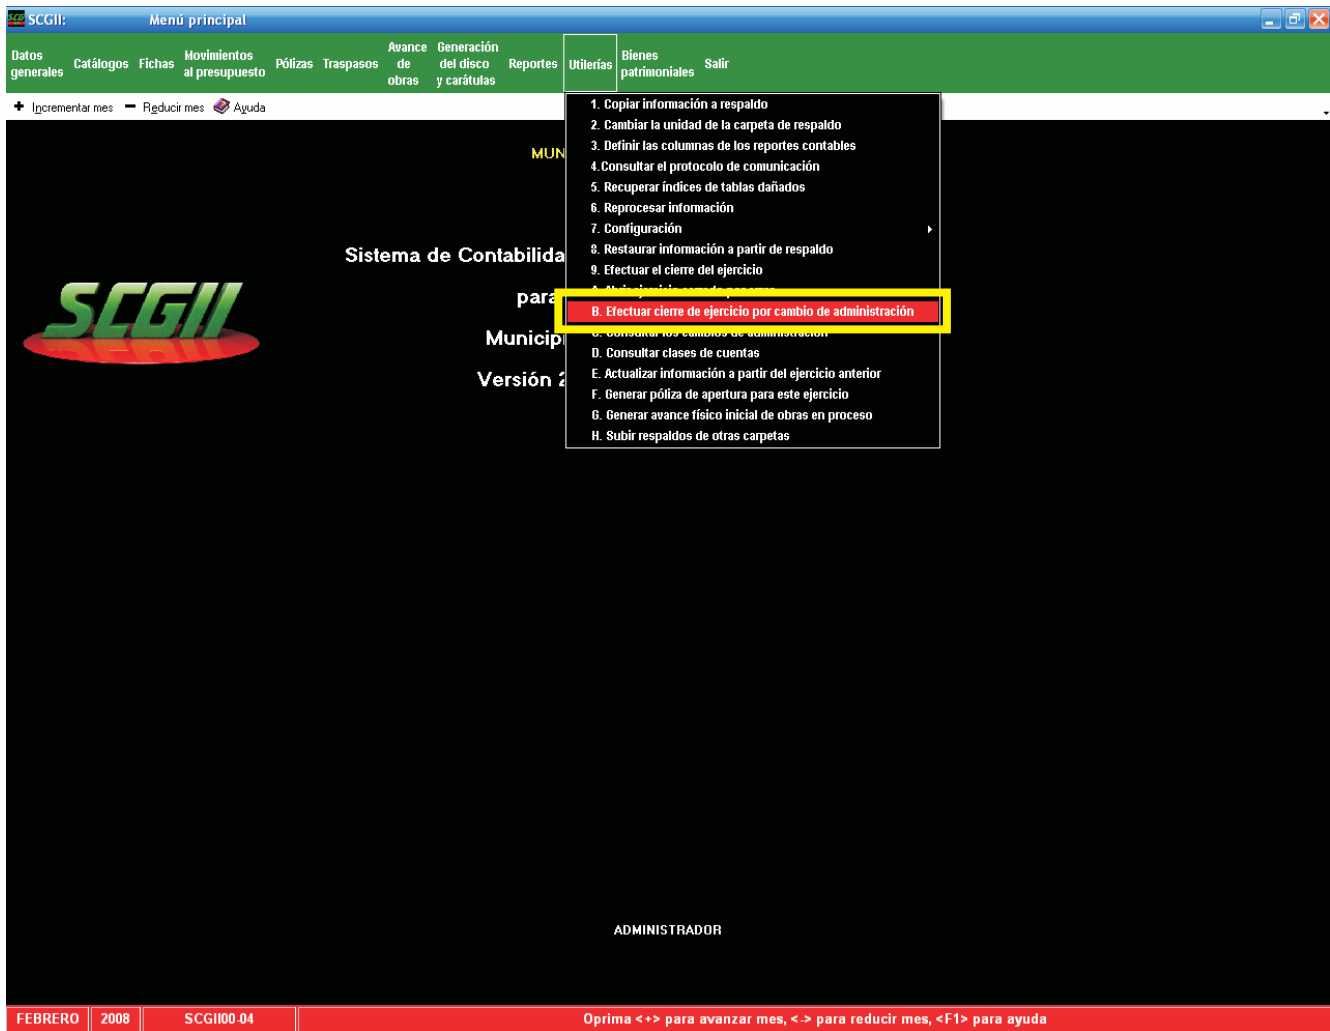 SCGII: Menú principal
Datos generales
Catálogos
Fichas
Movimientos al presupuesto
Pólizas
Traspasos
Avance de obras
Generación del disco y carátulas
Reportes
Utilerías
Bienes patrimoniales
Salir
+ Incrementar mes − Reducir mes Ayuda
1. Copiar información a respaldo
2. Cambiar la unidad de la carpeta de respaldo
3. Definir las columnas de los reportes contables
4.Consultar el protocolo de comunicación
5. Recuperar índices de tablas dañados
6. Reprocesar información
7. Configuración
8. Restaurar información a partir de respaldo
9. Efectuar el cierre del ejercicio
B. Efectuar cierre de ejercicio por cambio de administración
C. Consultar los cambios de administración
D. Consultar clases de cuentas
E. Actualizar información a partir del ejercicio anterior
F. Generar póliza de apertura para este ejercicio
G. Generar avance físico inicial de obras en proceso
H. Subir respaldos de otras carpetas
MUN
Sistema de Contabilida
para
Municip
Versión 2
SCGII
ADMINISTRADOR
FEBRERO 2008 SCGII00-04 Oprima <+> para avanzar mes, <-> para reducir mes, <F1> para ayuda